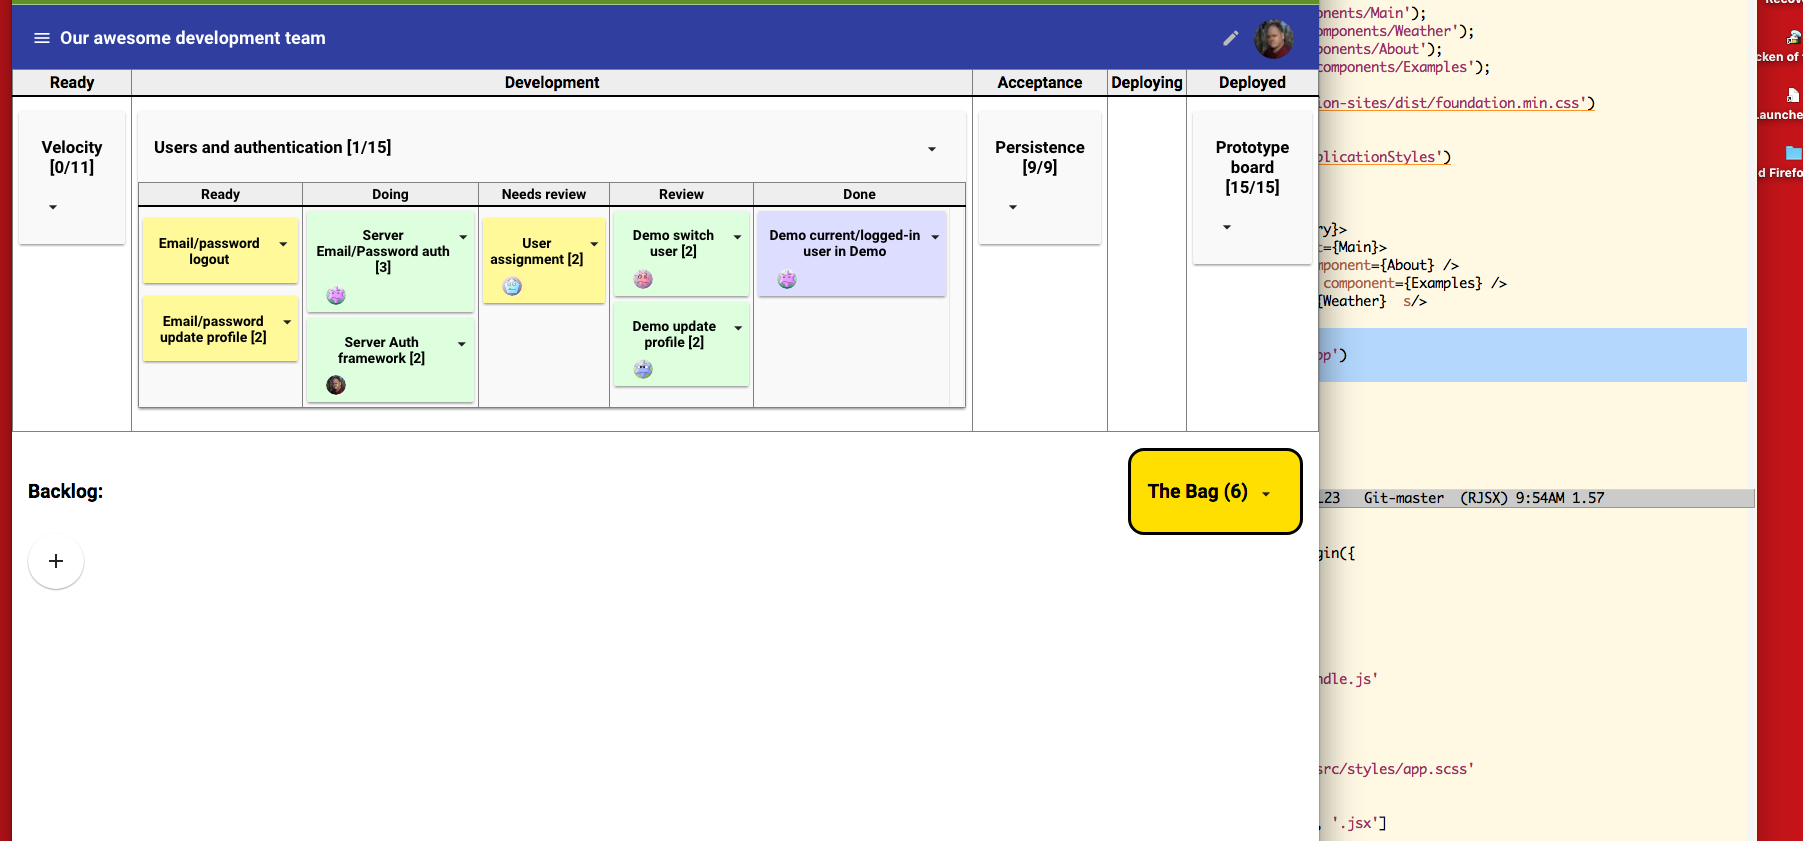 Our awesome development team
Ready
Development
Acceptance
Deploying
Deployed
Velocity
[0/11]
Users and authentication [1/15]
Persistence
[9/9]
Prototype
board
[15/15]
Ready
Doing
Needs review
Review
Done
Email/password
logout
Email/password
update profile [2]
Server
Email/Password auth
[3]
Server Auth
framework [2]
User
assignment [2]
Demo switch
user [2]
Demo update
profile [2]
Demo current/logged-in
user in Demo
Backlog:
The Bag (6)
+
onents/Main');
omponents/Weather');
ponents/About');
components/Examples');
ion-sites/dist/foundation.min.css')
plicationStyles')
ry}>
={Main}>
mponent={About} />
component={Examples} />
{Weather}  s/>
pp')
L23   Git-master  (RJSX) 9:54AM 1.57
gin({
ndle.js'
src/styles/app.scss'
, '.jsx']
Recove
cken of
Launche
d Firefo